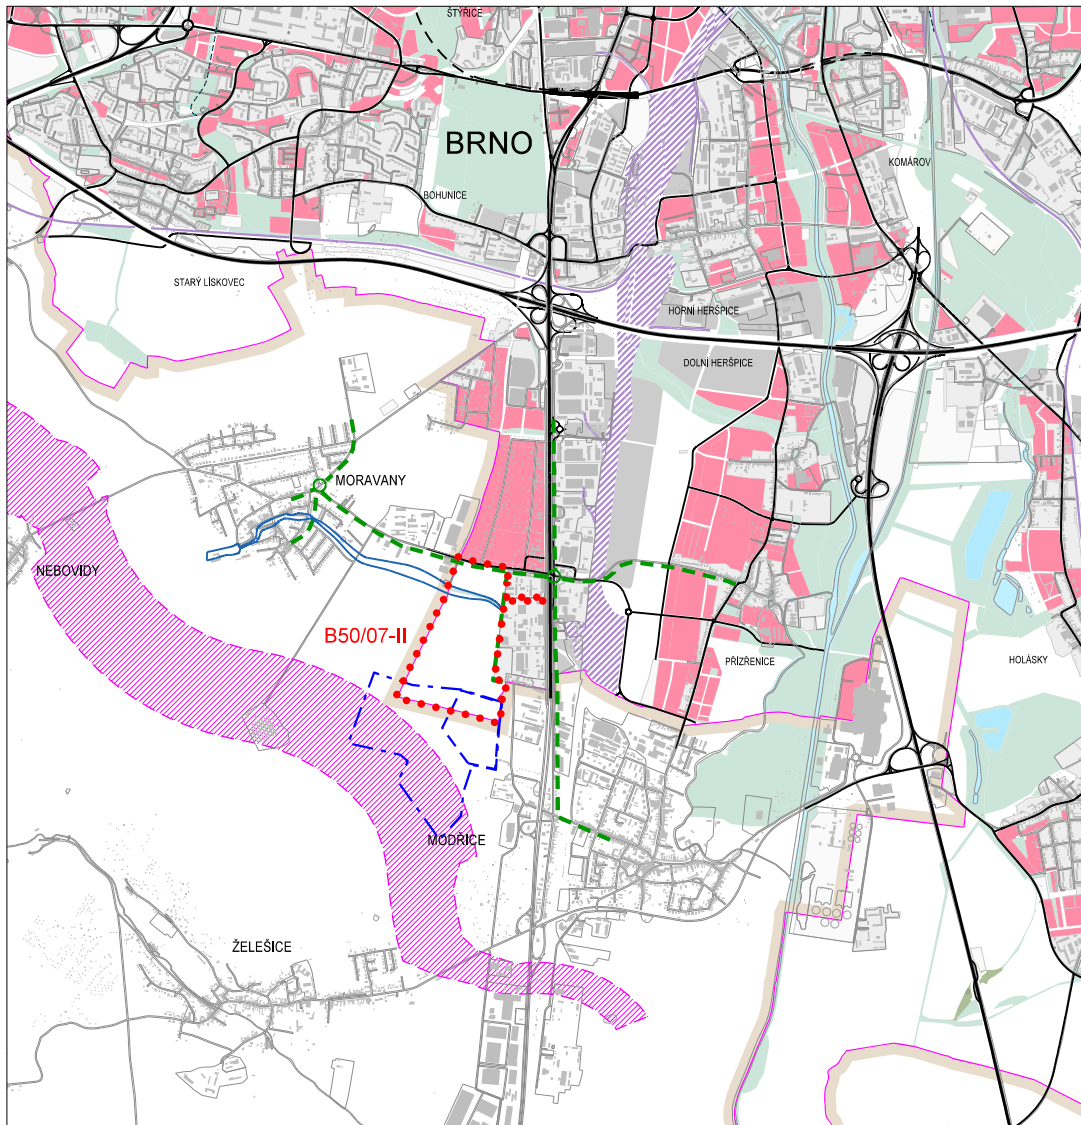 ŠTÝŘICE
BRNO
KOMÁROV
BOHUNICE
STARÝ LÍSKOVEC
HORNÍ HERŠPICE
DOLNÍ HERŠPICE
MORAVANY
NEBOVIDY
B50/07-II
PŘÍZŘENICE
HOLÁSKY
MODŘICE
ŽELEŠICE